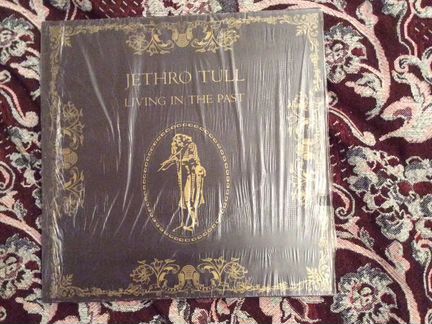 JETHRO TULL
LIVING IN THE PAST